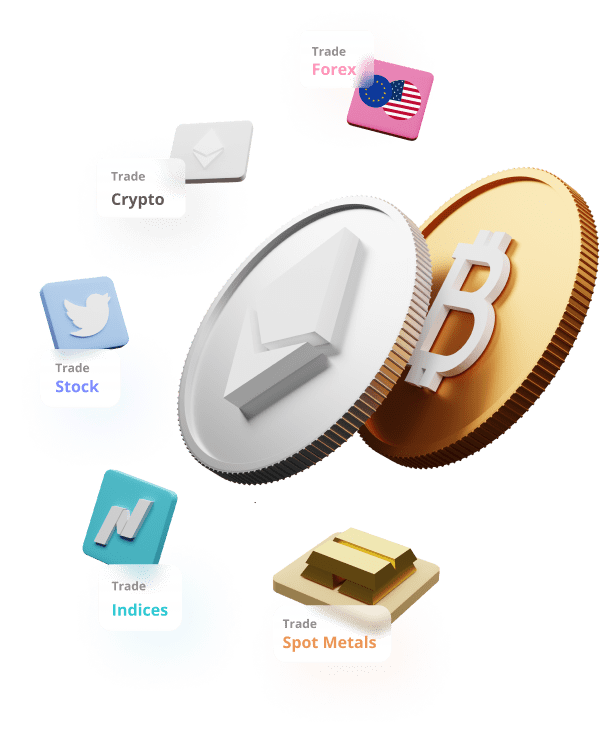 Trade
Forex
Trade
Crypto
Trade
Stock
Trade
Indices
Trade
Spot Metals